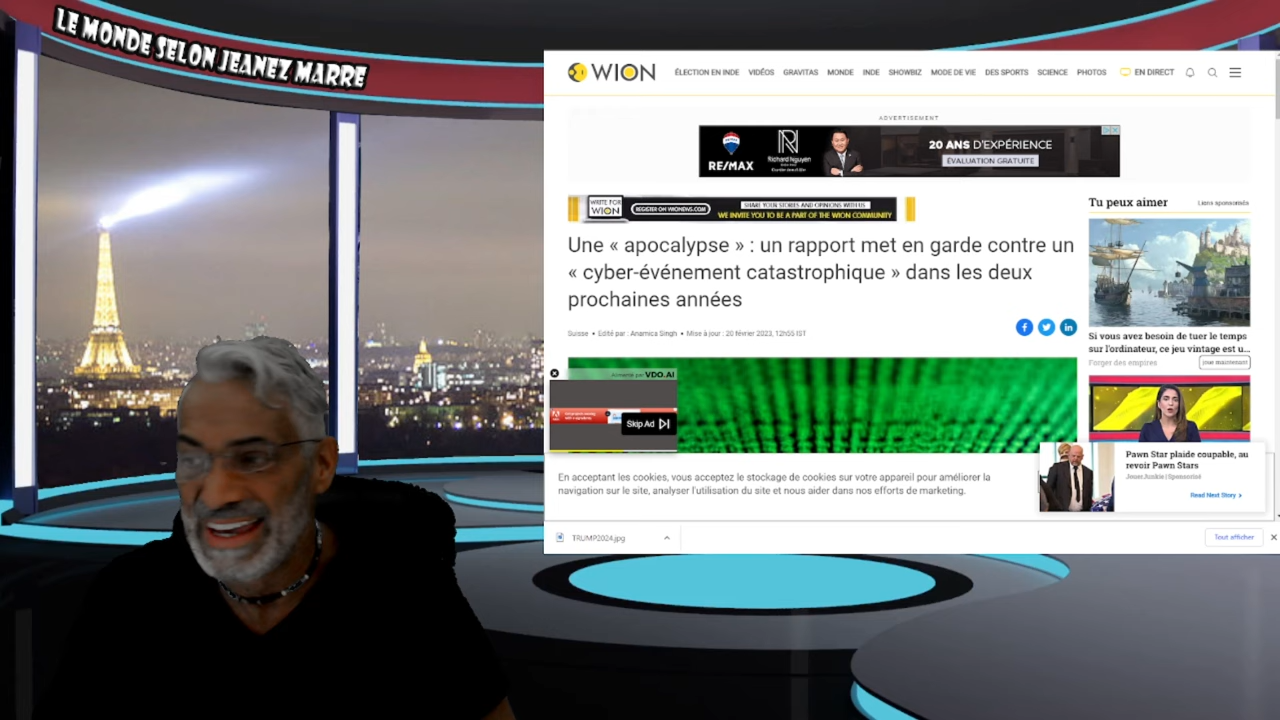 LE MONDE SELON JEANEZ MARRE
WION
ÉLECTION EN INDE VIDÉOS GRAVITAS MONDE INDE SHOWBIZ MODE DE VIE DES SPORTS SCIENCE PHOTOS EN DIRECT
ADVERTISEMENT
RE/MAX
Richard Nguyen
20 ANS D'EXPÉRIENCE
ÉVALUATION GRATUITE
WRITE FOR
WION
REGISTER ON WIONEWS.COM
SHARE YOUR STORIES AND OPINIONS WITH US
WE INVITE YOU TO BE A PART OF THE WION COMMUNITY
Une « apocalypse » : un rapport met en garde contre un
« cyber-événement catastrophique » dans les deux
prochaines années
Suisse • Edité par : Anamica Singh • Mise à jour : 20 février 2023, 12h55 IST
Tu peux aimer
Liens sponsorisés
Si vous avez besoin de tuer le temps
sur l'ordinateur, ce jeu vintage est u...
Forger des empires
joue maintenant
Alimenté par VDO.AI
Skip Ad
Pawn Star plaide coupable, au
revoir Pawn Stars
Jouer Junkie | Sponsorisé
Read Next Story >
En acceptant les cookies, vous acceptez le stockage de cookies sur votre appareil pour améliorer la
navigation sur le site, analyser l'utilisation du site et nous aider dans nos efforts de marketing.
TRUMP2024.jpg
Tout afficher